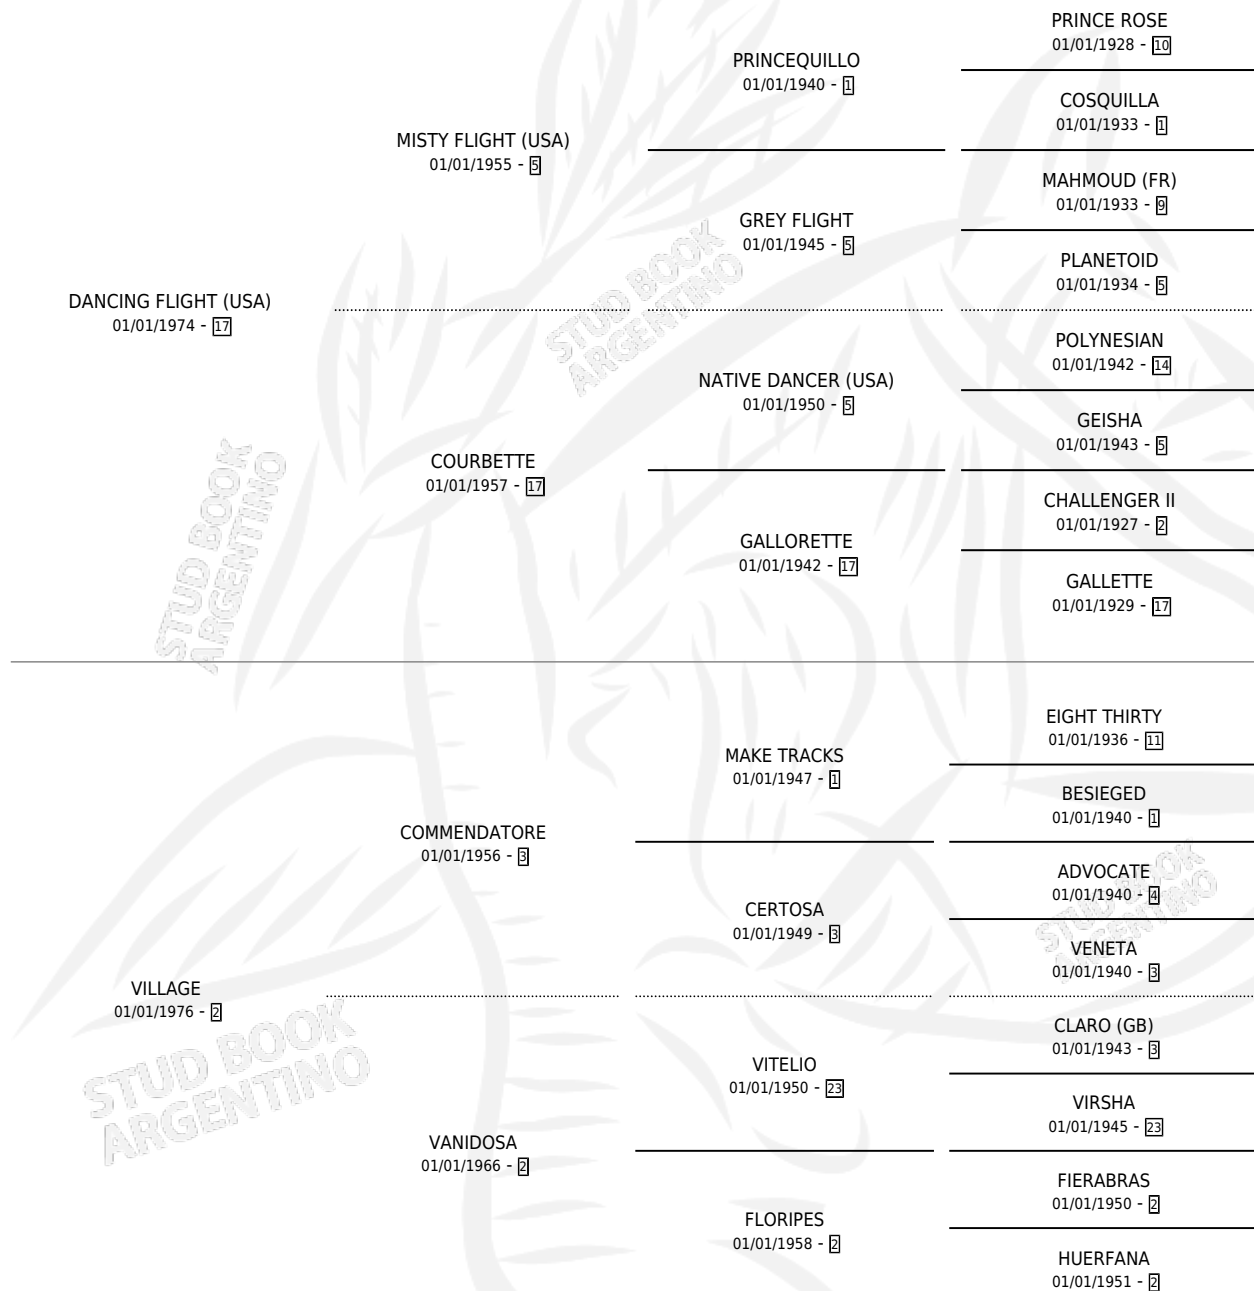 PRINCE ROSE
01/01/1928 - 10
PRINCEQUILLO
01/01/1940 - 1
COSQUILLA
01/01/1933 - 1
MISTY FLIGHT (USA)
01/01/1955 - 5
MAHMOUD (FR)
01/01/1933 - 9
GREY FLIGHT
01/01/1945 - 5
PLANETOID
01/01/1934 - 5
DANCING FLIGHT (USA)
01/01/1974 - 17
STUD BOOK
ARGENTINO
POLYNESIAN
01/01/1942 - 14
NATIVE DANCER (USA)
01/01/1950 - 5
GEISHA
01/01/1943 - 5
COURBETTE
01/01/1957 - 17
CHALLENGER II
01/01/1927 - 2
GALLORETTE
01/01/1942 - 17
GALLETTE
01/01/1929 - 17
STUD BOOK
ARGENTINO
EIGHT THIRTY
01/01/1936 - 11
MAKE TRACKS
01/01/1947 - 1
BESIEGED
01/01/1940 - 1
COMMENDATORE
01/01/1956 - 3
ADVOCATE
01/01/1940 - 4
CERTOSA
01/01/1949 - 3
STUD BOOK
ARGENTINO
VENETA
01/01/1940 - 3
VILLAGE
01/01/1976 - 2
CLARO (GB)
01/01/1943 - 3
VITELIO
01/01/1950 - 23
VIRSHA
01/01/1945 - 23
STUD BOOK
ARGENTINO
VANIDOSA
01/01/1966 - 2
FIERABRAS
01/01/1950 - 2
FLORIPES
01/01/1958 - 2
HUERFANA
01/01/1951 - 2